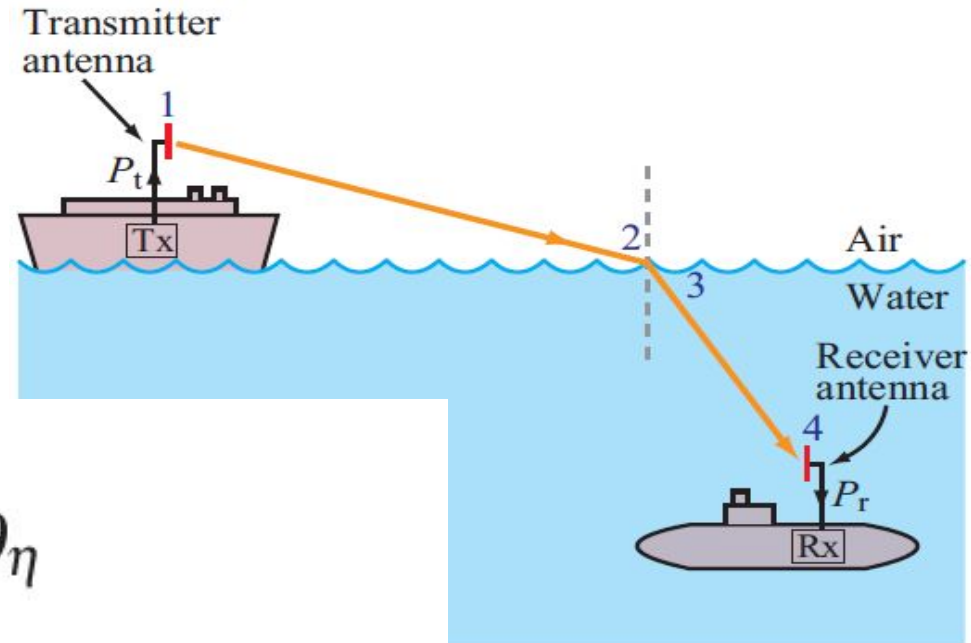 Transmitter
antenna
1
Pt
Tx
2
Air
3
Water
Receiver
antenna
4
Pr
Rx
η